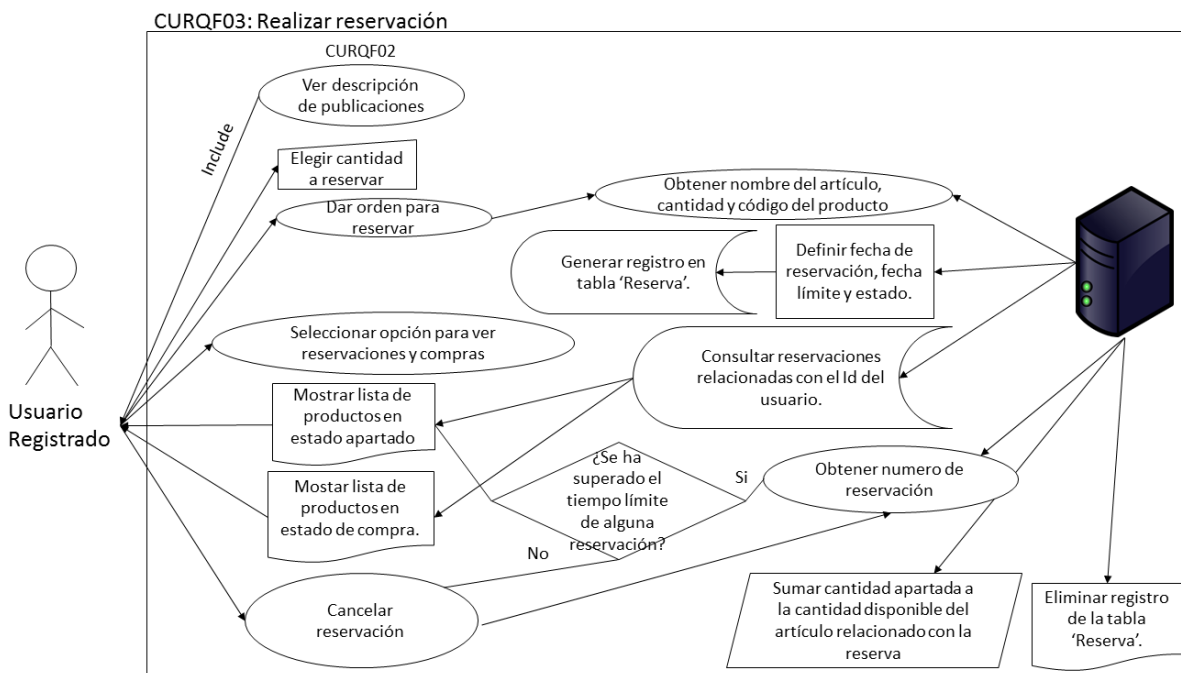 CURQF03: Realizar reservación
CURQF02
Ver descripción
de publicaciones
Include
Elegir cantidad
a reservar
Dar orden para
reservar
Obtener nombre del artículo,
cantidad y código del producto
Generar registro en
tabla ‘Reserva’.
Definir fecha de
reservación, fecha
límite y estado.
Seleccionar opción para ver
reservaciones y compras
Consultar reservaciones
relacionadas con el Id del
usuario.
Usuario
Registrado
Mostrar lista de
productos en
estado apartado
Mostar lista de
productos en
estado de compra.
¿Se ha
superado el
tiempo límite
de alguna
reservación?
Si
No
Obtener numero de
reservación
Cancelar
reservación
Sumar cantidad apartada a
la cantidad disponible del
artículo relacionado con la
reserva
Eliminar registro
de la tabla
‘Reserva’.